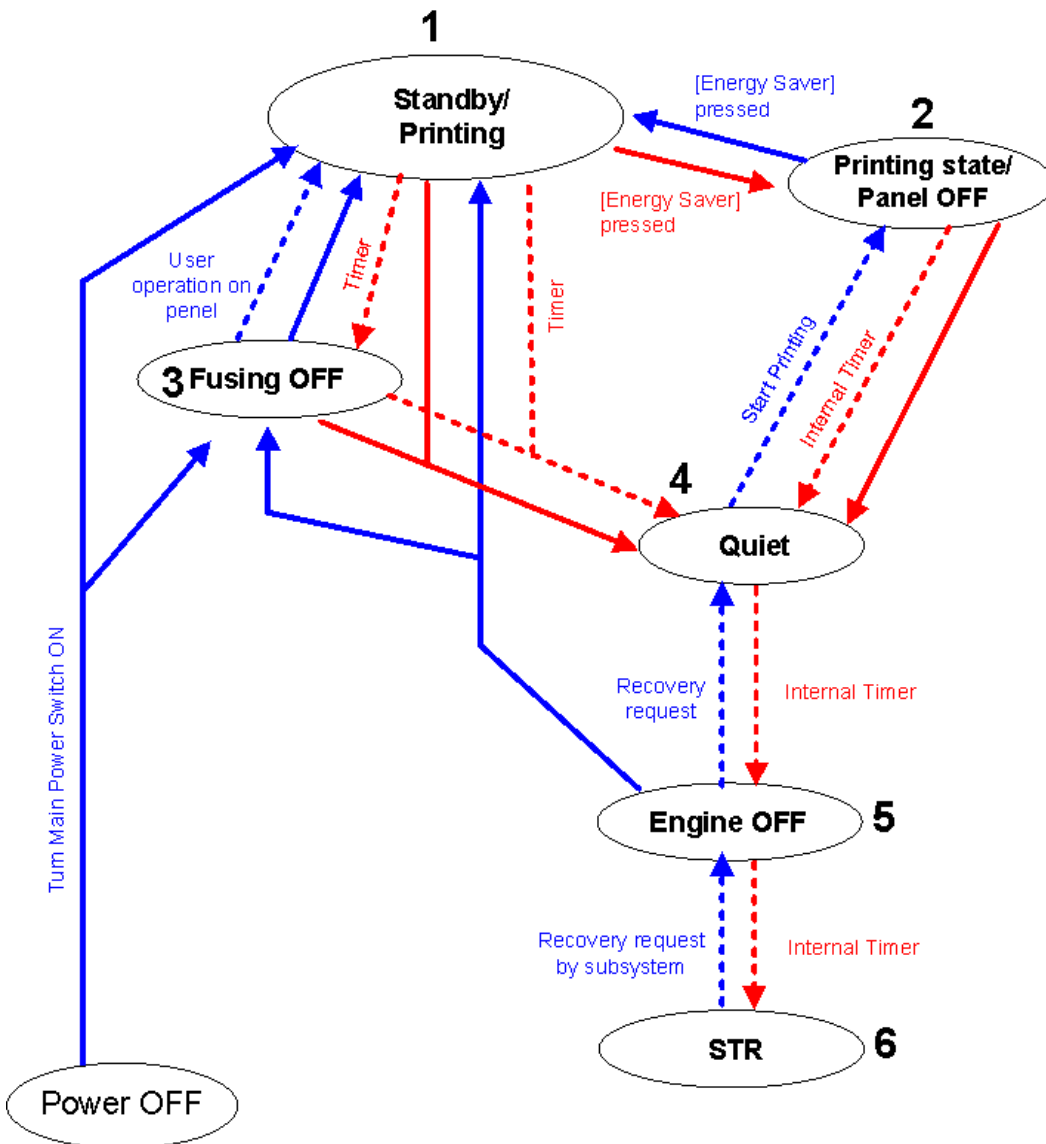 1
Standby/
Printing
[Energy Saver]
pressed
2
Printing state/
Panel OFF
[Energy Saver]
pressed
User
operation on
penel
Timer
Timer
3 Fusing OFF
Start Printing
Internal Timer
4
Quiet
Turn Main Power Switch ON
Recovery
request
Internal Timer
Engine OFF
5
Recovery request
by subsystem
Internal Timer
STR
6
Power OFF